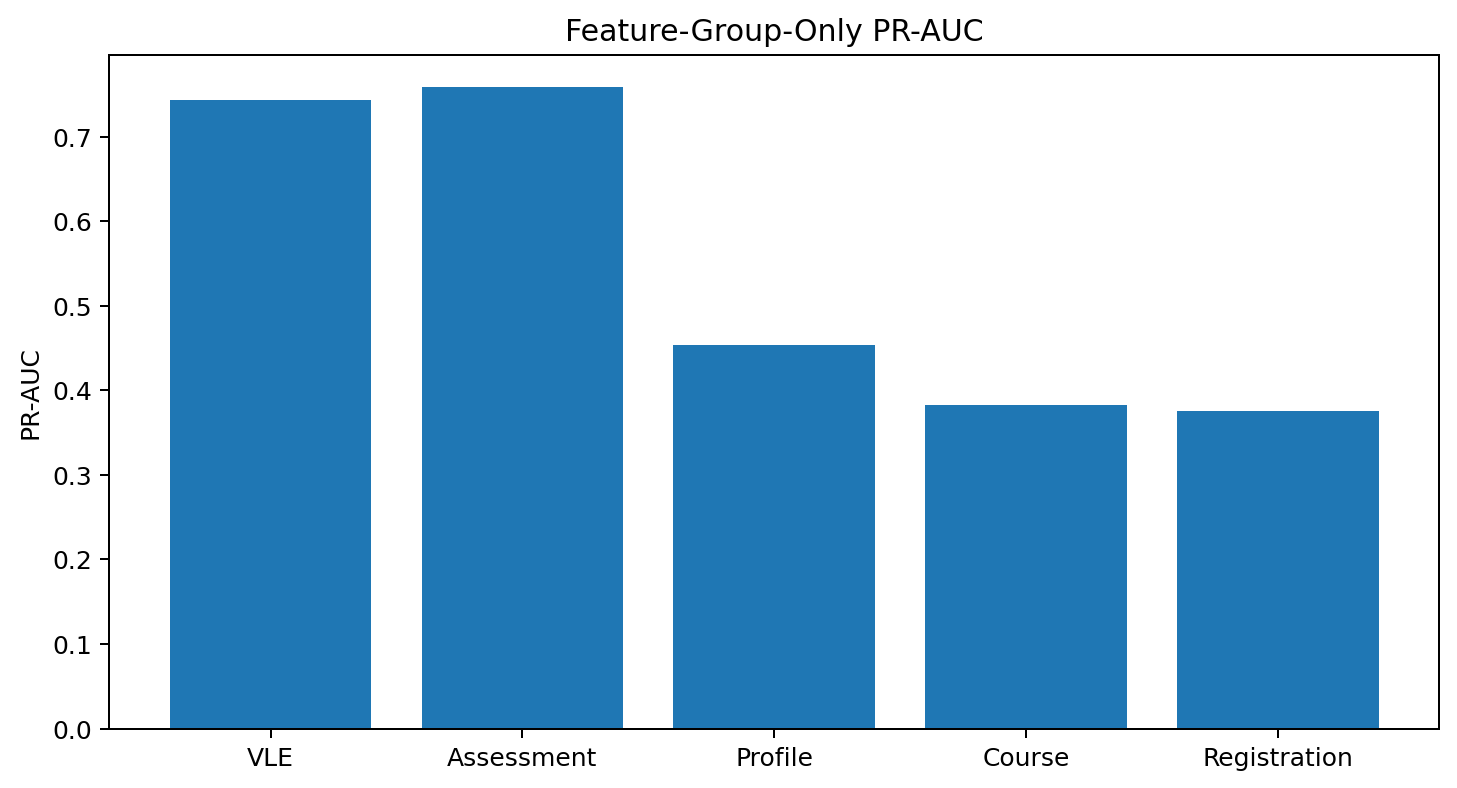 Feature-Group-Only PR-AUC
PR-AUC
0.7
0.6
0.5
0.4
0.3
0.2
0.1
0.0
VLE
Assessment
Profile
Course
Registration